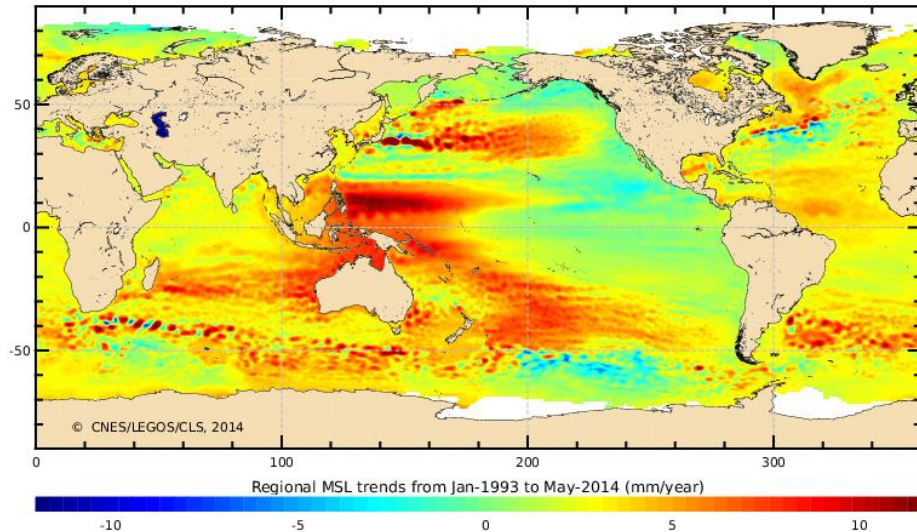 50
0
-50
© CNES/LEGOS/CLS, 2014
0 100 200 300
Regional MSL trends from Jan-1993 to May-2014 (mm/year)
-10 -5 0 5 10